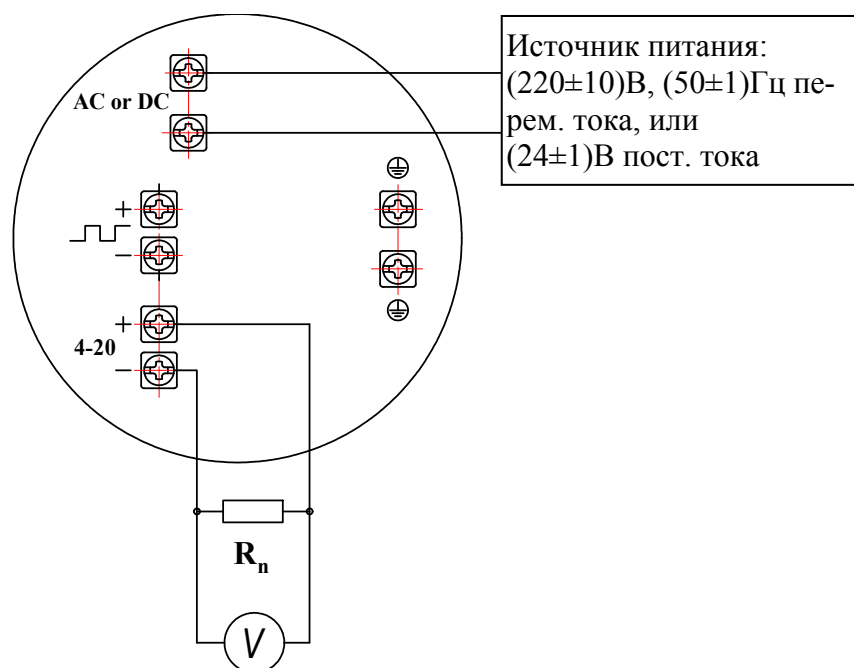 Источник питания:
(220±10)В, (50±1)Гц пе-
рем. тока, или
(24±1)В пост. тока
AC or DC
+
−
+
4-20
−
Rn
V